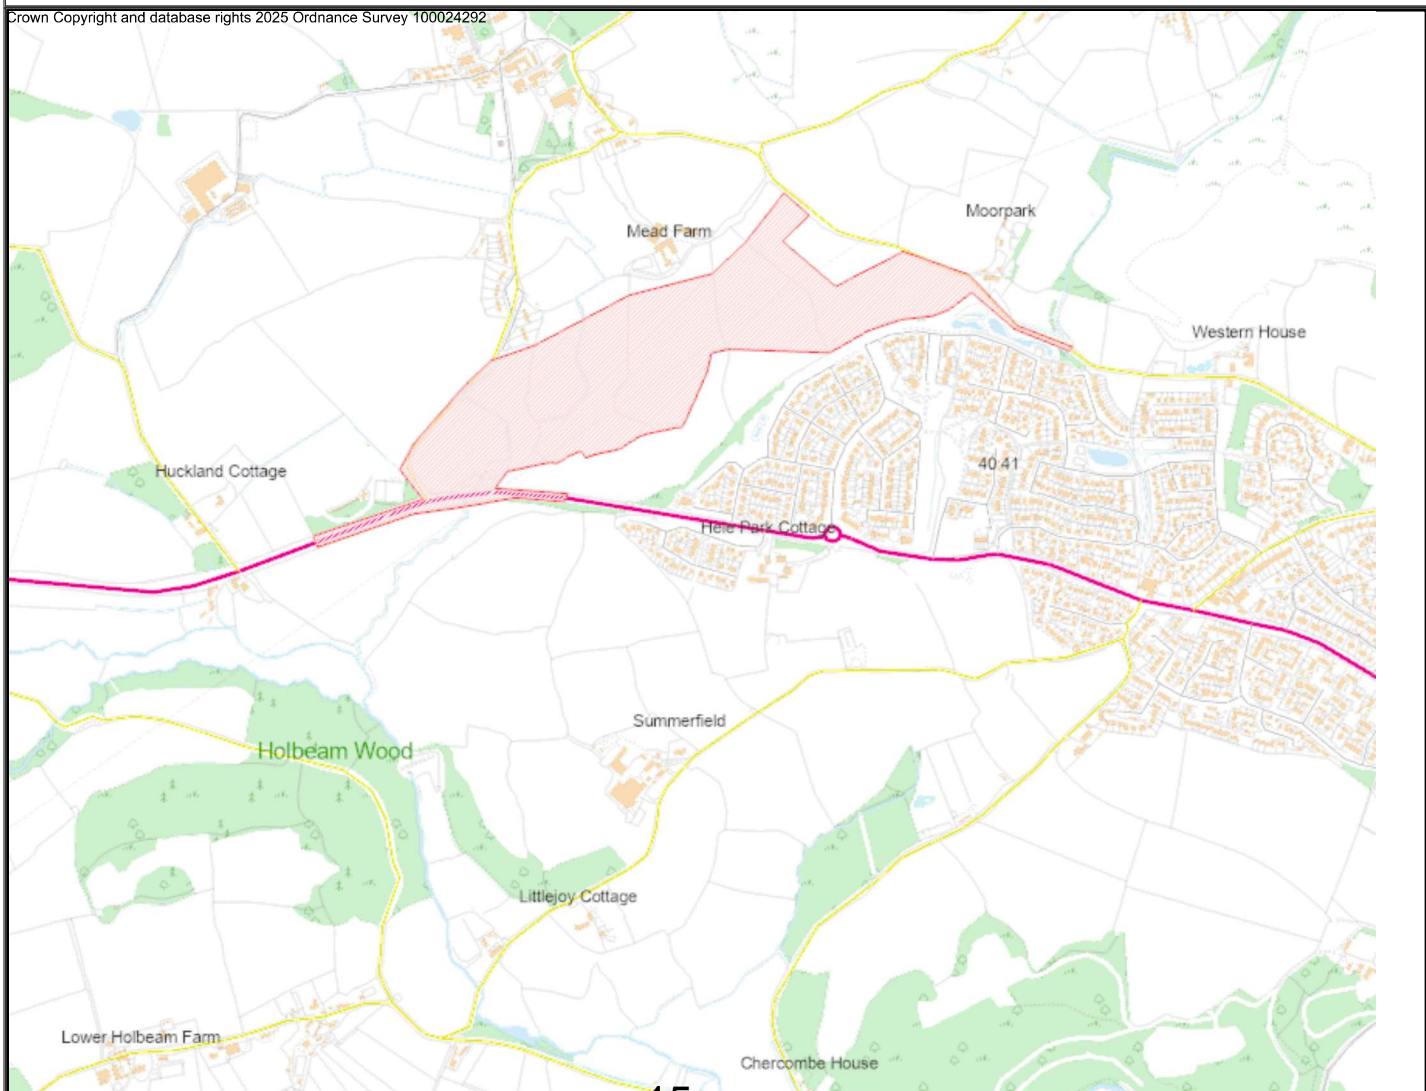 Crown Copyright and database rights 2025 Ordnance Survey 100024292
Moorpark
Mead Farm
Western House
Huckland Cottage
40 41
Hele Park Cottage
Summerfield
Holbeam Wood
Littlejoy Cottage
Lower Holbeam Farm
Chercombe House